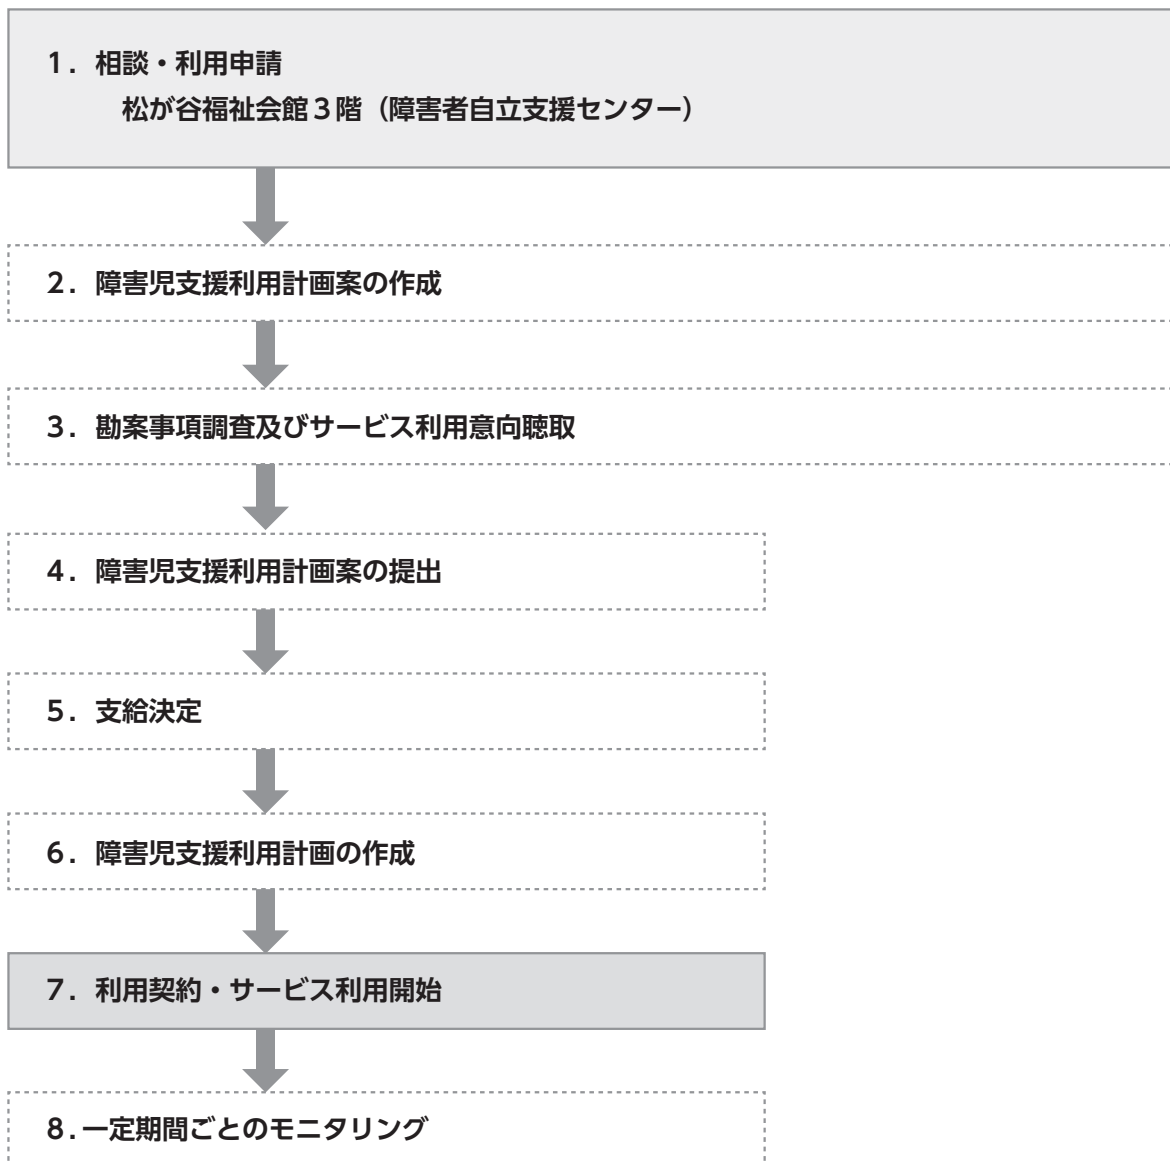 1．相談・利用申請
松が谷福祉会館３階（障害者自立支援センター）
2．障害児支援利用計画案の作成
3．勘案事項調査及びサービス利用意向聴取
4．障害児支援利用計画案の提出
5．支給決定
6．障害児支援利用計画の作成
7．利用契約・サービス利用開始
8．一定期間ごとのモニタリング